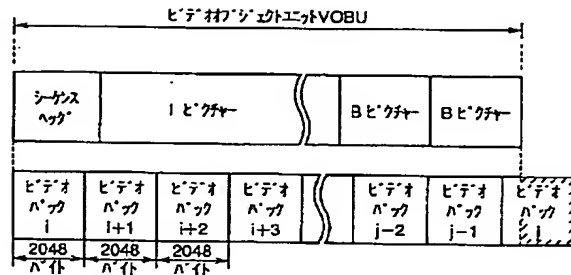 ビデオオブジェクトユニットVOBU
シーケンス
ヘッダ
Iピクチャー
Bピクチャー
Bピクチャー
ビデオ
パック
i
ビデオ
パック
i+1
ビデオ
パック
i+2
ビデオ
パック
i+3
ビデオ
パック
j-2
ビデオ
パック
j-1
ビデオ
パック
j
2048
バイト
2048
バイト
2048
バイト